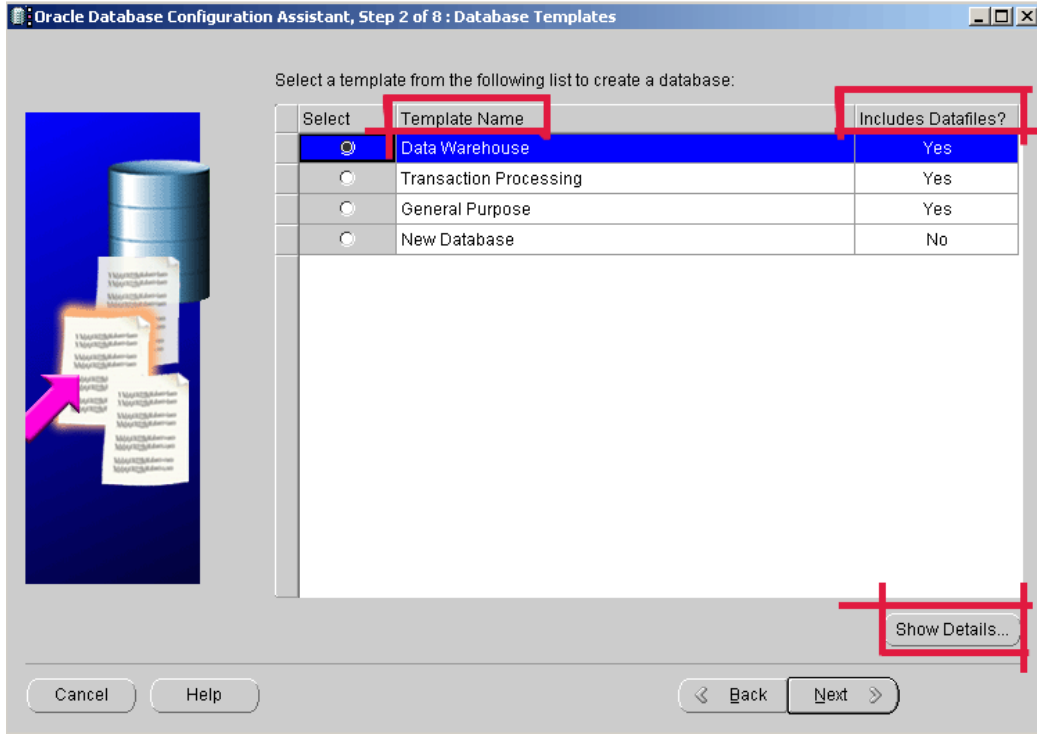 Oracle Database Configuration Assistant, Step 2 of 8 : Database Templates
Select a template from the following list to create a database:
Select Template Name Includes Datafiles?
Data Warehouse Yes
Transaction Processing Yes
General Purpose Yes
New Database No
Show Details...
Cancel Help Back Next